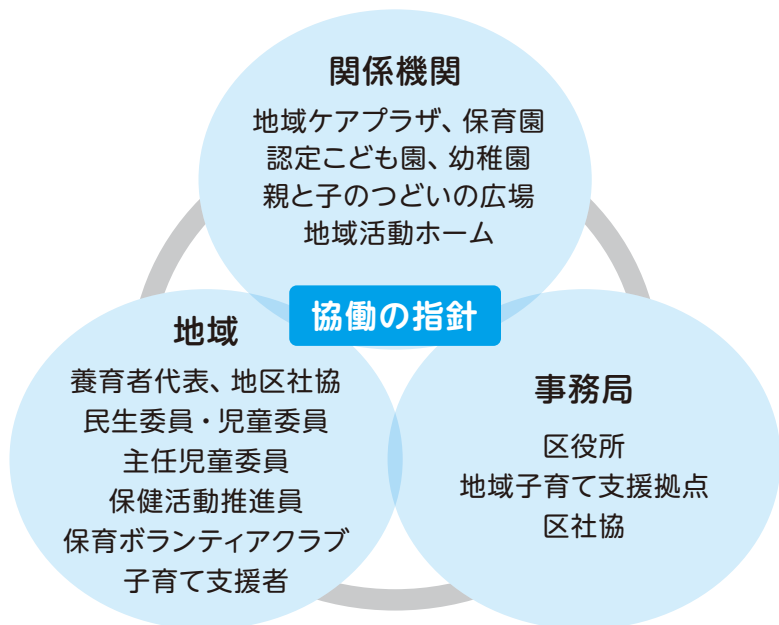 関係機関
地域ケアプラザ、保育園
認定こども園、幼稚園
親と子のつどいの広場
地域活動ホーム
協働の指針
地域
養育者代表、地区社協
民生委員・児童委員
主任児童委員
保健活動推進員
保育ボランティアクラブ
子育て支援者
事務局
区役所
地域子育て支援拠点
区社協